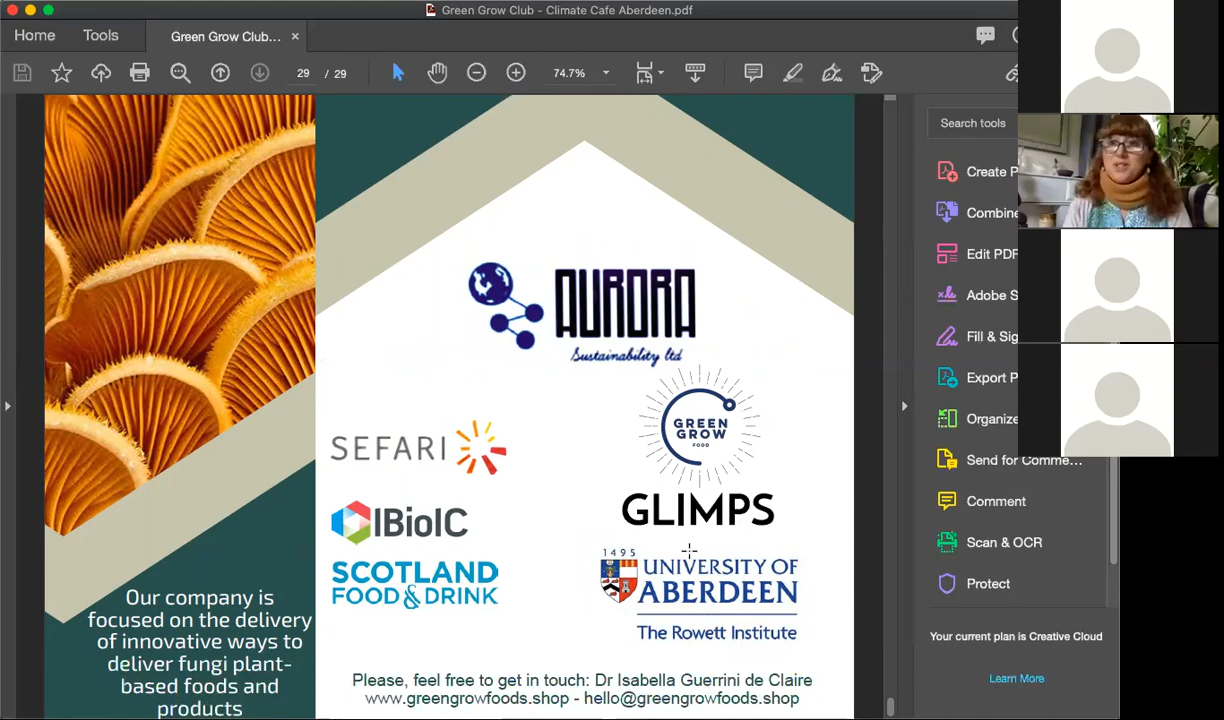 Green Grow Club - Climate Cafe Aberdeen.pdf
Home
Tools
Green Grow Club...
×
29 / 29
74.7%
Search tools
Create P
Combine
Edit PDF
Adobe S
Fill & Sig
Export P
Organize
Send for Comme...
Comment
Scan & OCR
Protect
Your current plan is Creative Cloud
Learn More
AURORA
Sustainability ltd
SEFARI
GREEN
GROW
FOOD
IBioIC
GLIMPS
SCOTLAND
FOOD & DRINK
1495
UNIVERSITY OF
ABERDEEN
The Rowett Institute
Our company is
focused on the delivery
of innovative ways to
deliver fungi plant-
based foods and
products
Please, feel free to get in touch: Dr Isabella Guerrini de Claire
www.greengrowfoods.shop - hello@greengrowfoods.shop